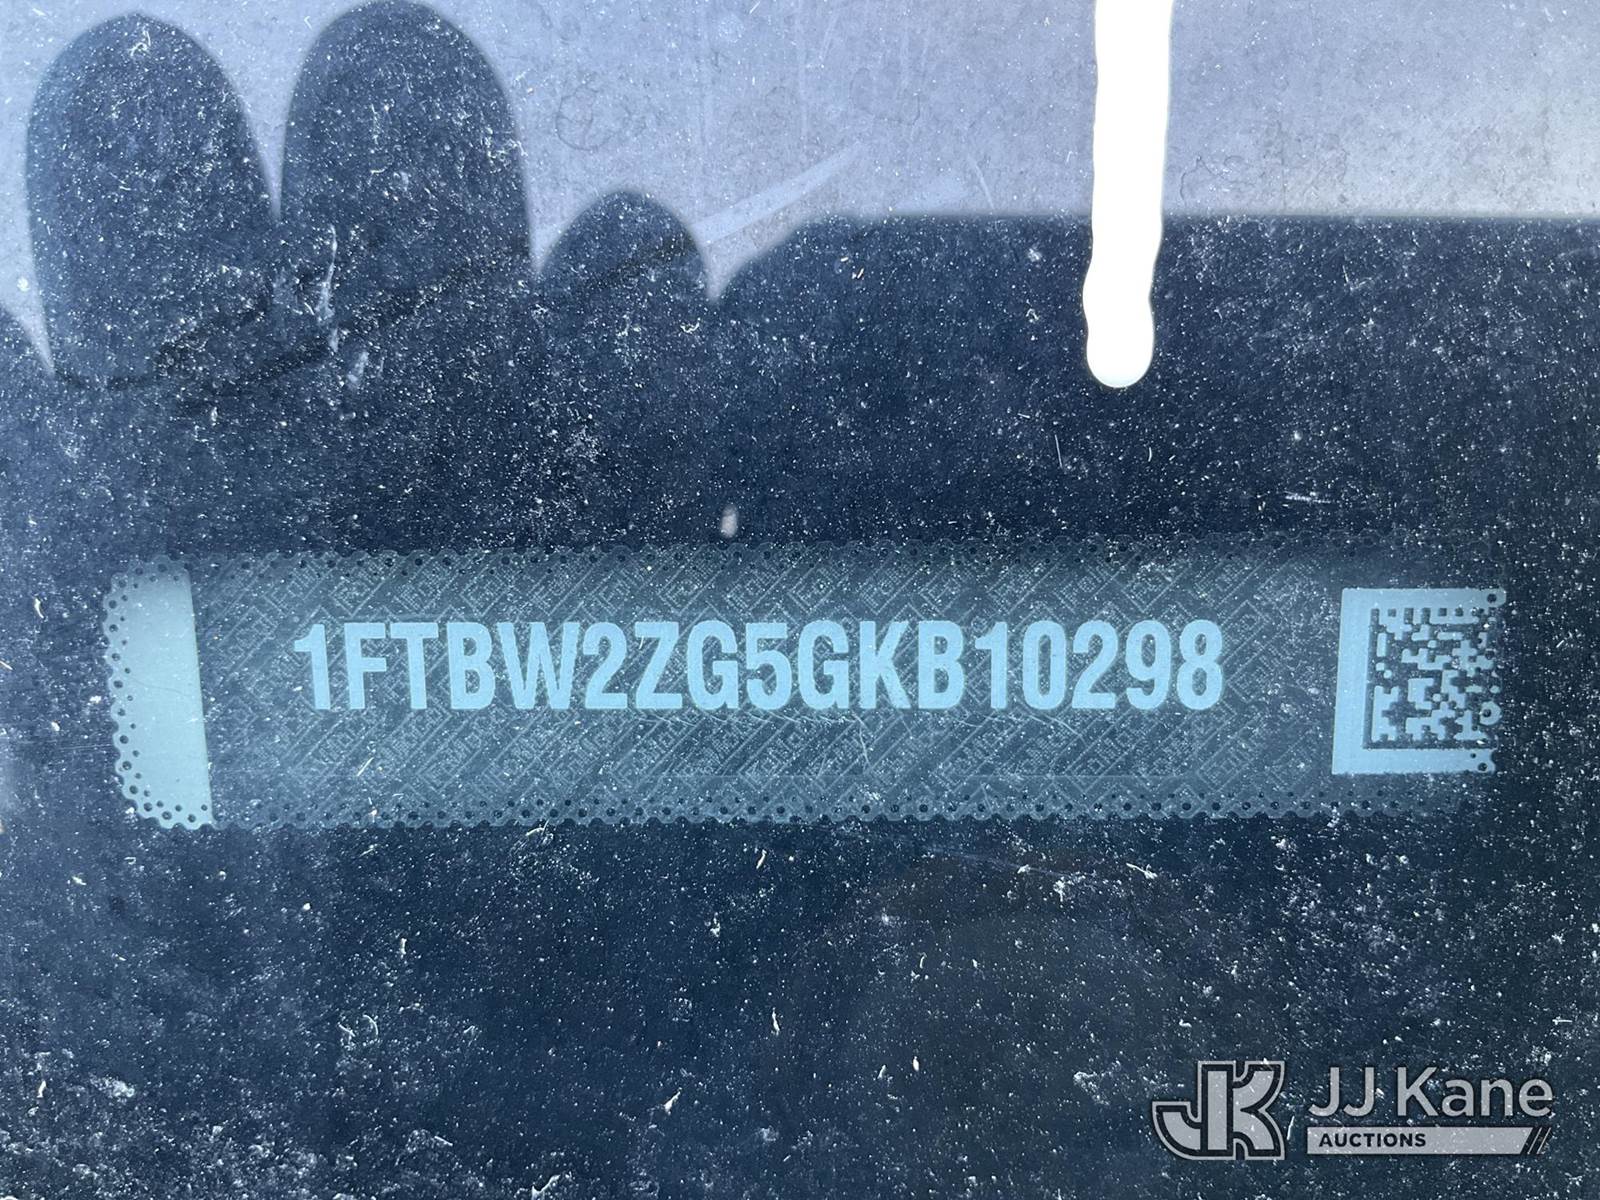 1FTBW2ZG5GKB10298
JK JJ Kane
AUCTIONS